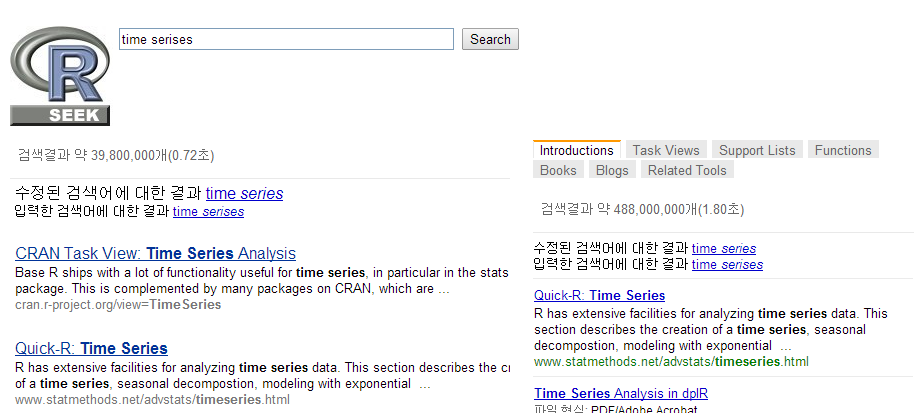 time serises
Search
R
SEEK
검색결과 약 39,800,000개(0.72초)
수정된 검색어에 대한 결과 time series
입력한 검색어에 대한 결과 time serises
CRAN Task View: Time Series Analysis
Base R ships with a lot of functionality useful for time series, in particular in the stats
package. This is complemented by many packages on CRAN, which are ...
cran.r-project.org/view=TimeSeries
Quick-R: Time Series
R has extensive facilities for analyzing time series data. This section describes the
of a time series, seasonal decompostion, modeling with exponential ...
www.statmethods.net/advstats/timeseries.html
Introductions Task Views Support Lists Functions
Books Blogs Related Tools
검색결과 약 488,000,000개(1.80초)
수정된 검색어에 대한 결과 time series
입력한 검색어에 대한 결과 time serises
Quick-R: Time Series
R has extensive facilities for analyzing time series data. This
section describes the creation of a time series, seasonal
decompostion, modeling with exponential ...
www.statmethods.net/advstats/timeseries.html
Time Series Analysis in dplR
파일 형식: PDF/Adobe Acrobat